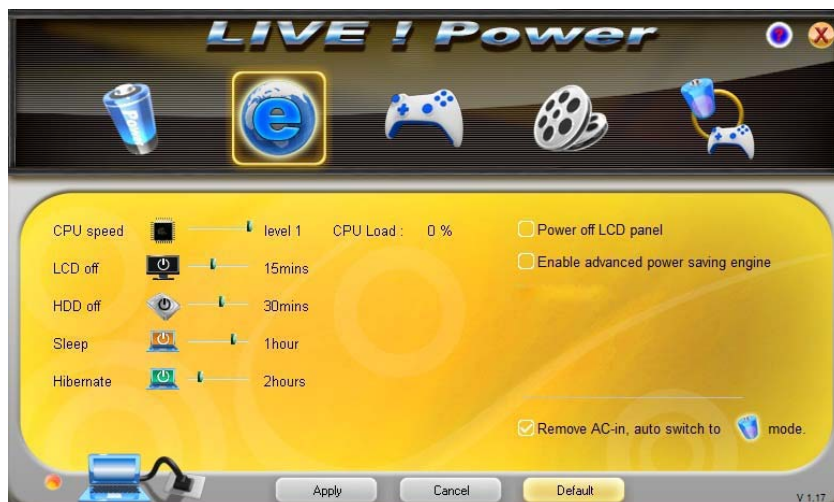 LIVE ! Power
Power
e
CPU speed level 1 CPU Load : 0 %
LCD off 15mins
HDD off 30mins
Sleep 1hour
Hibernate 2hours
Power off LCD panel
Enable advanced power saving engine
Remove AC-in, auto switch to mode.
Apply Cancel Default
V 1.17